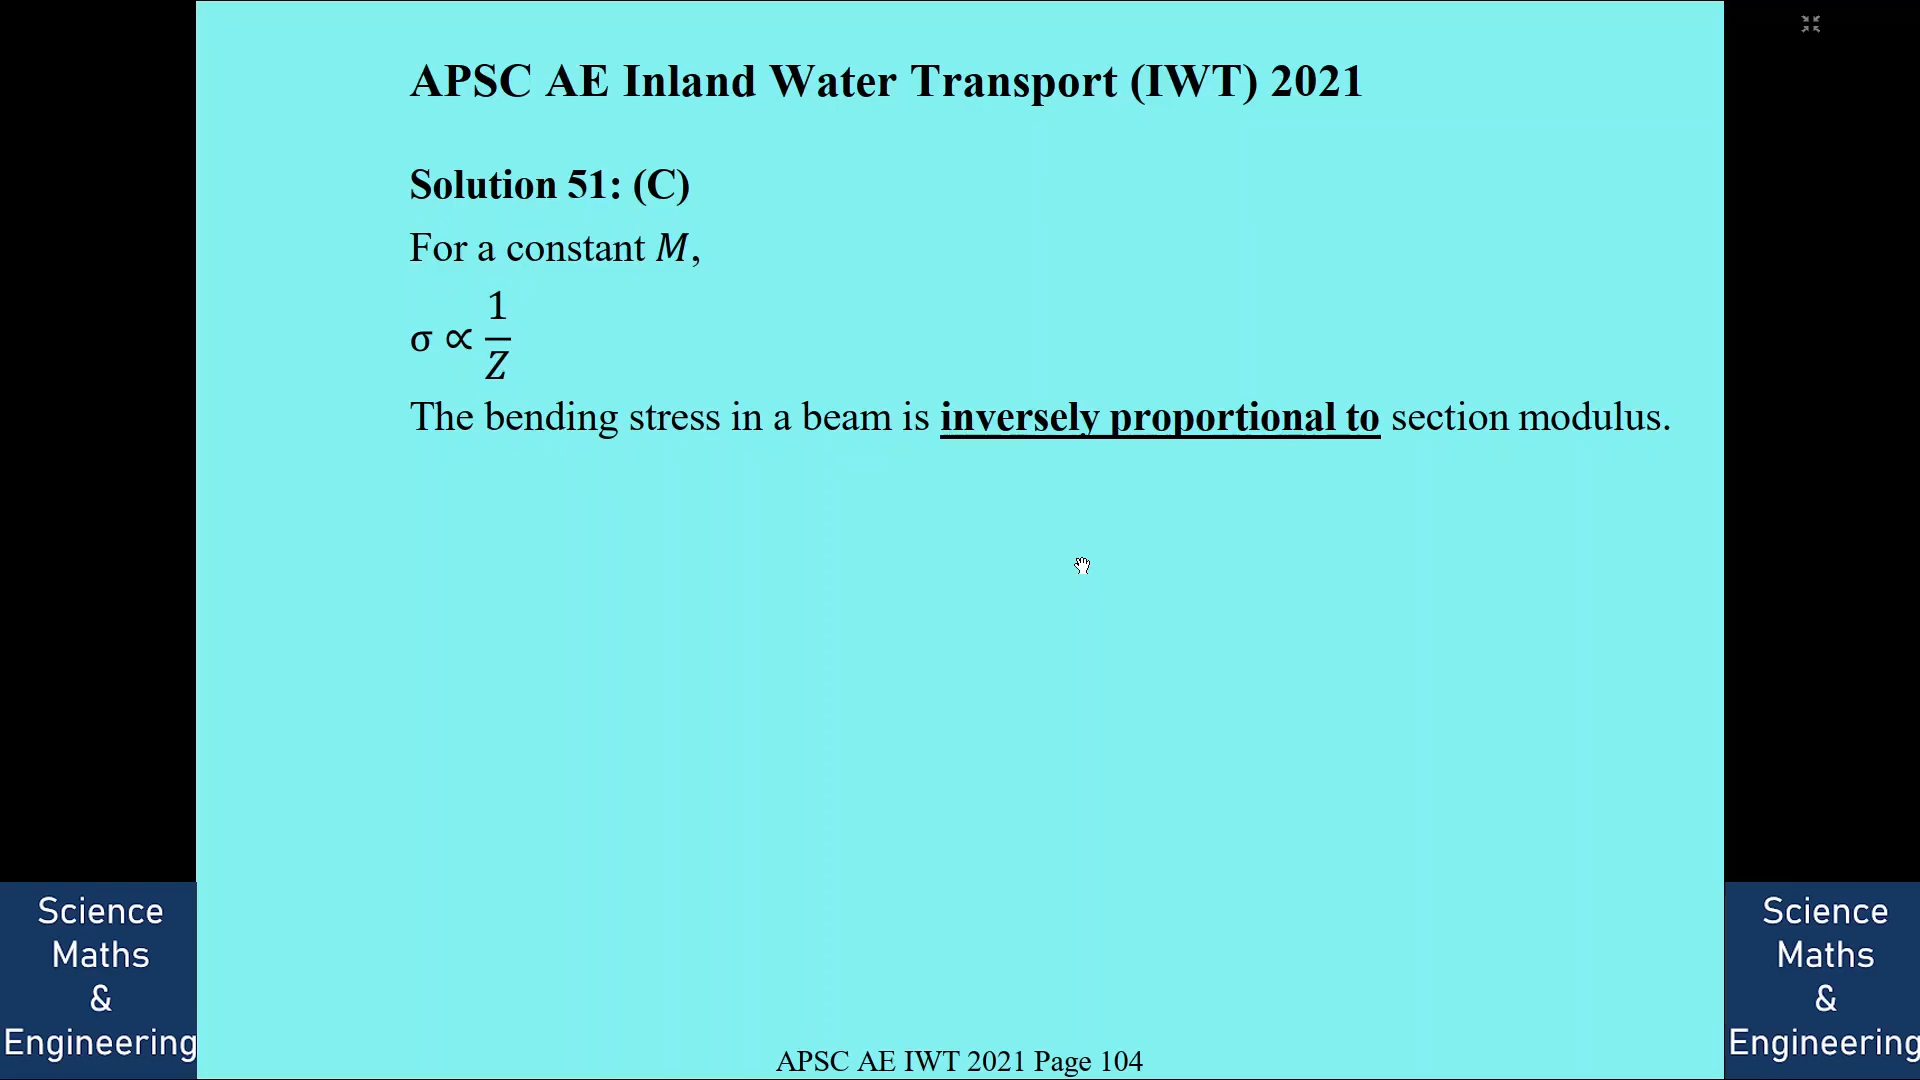 APSC AE Inland Water Transport (IWT) 2021
Solution 51: (C)
For a constant M,
σ ∝ 1/Z
The bending stress in a beam is inversely proportional to section modulus.
Science
Maths
&
Engineering
Science
Maths
&
Engineering
APSC AE IWT 2021 Page 104